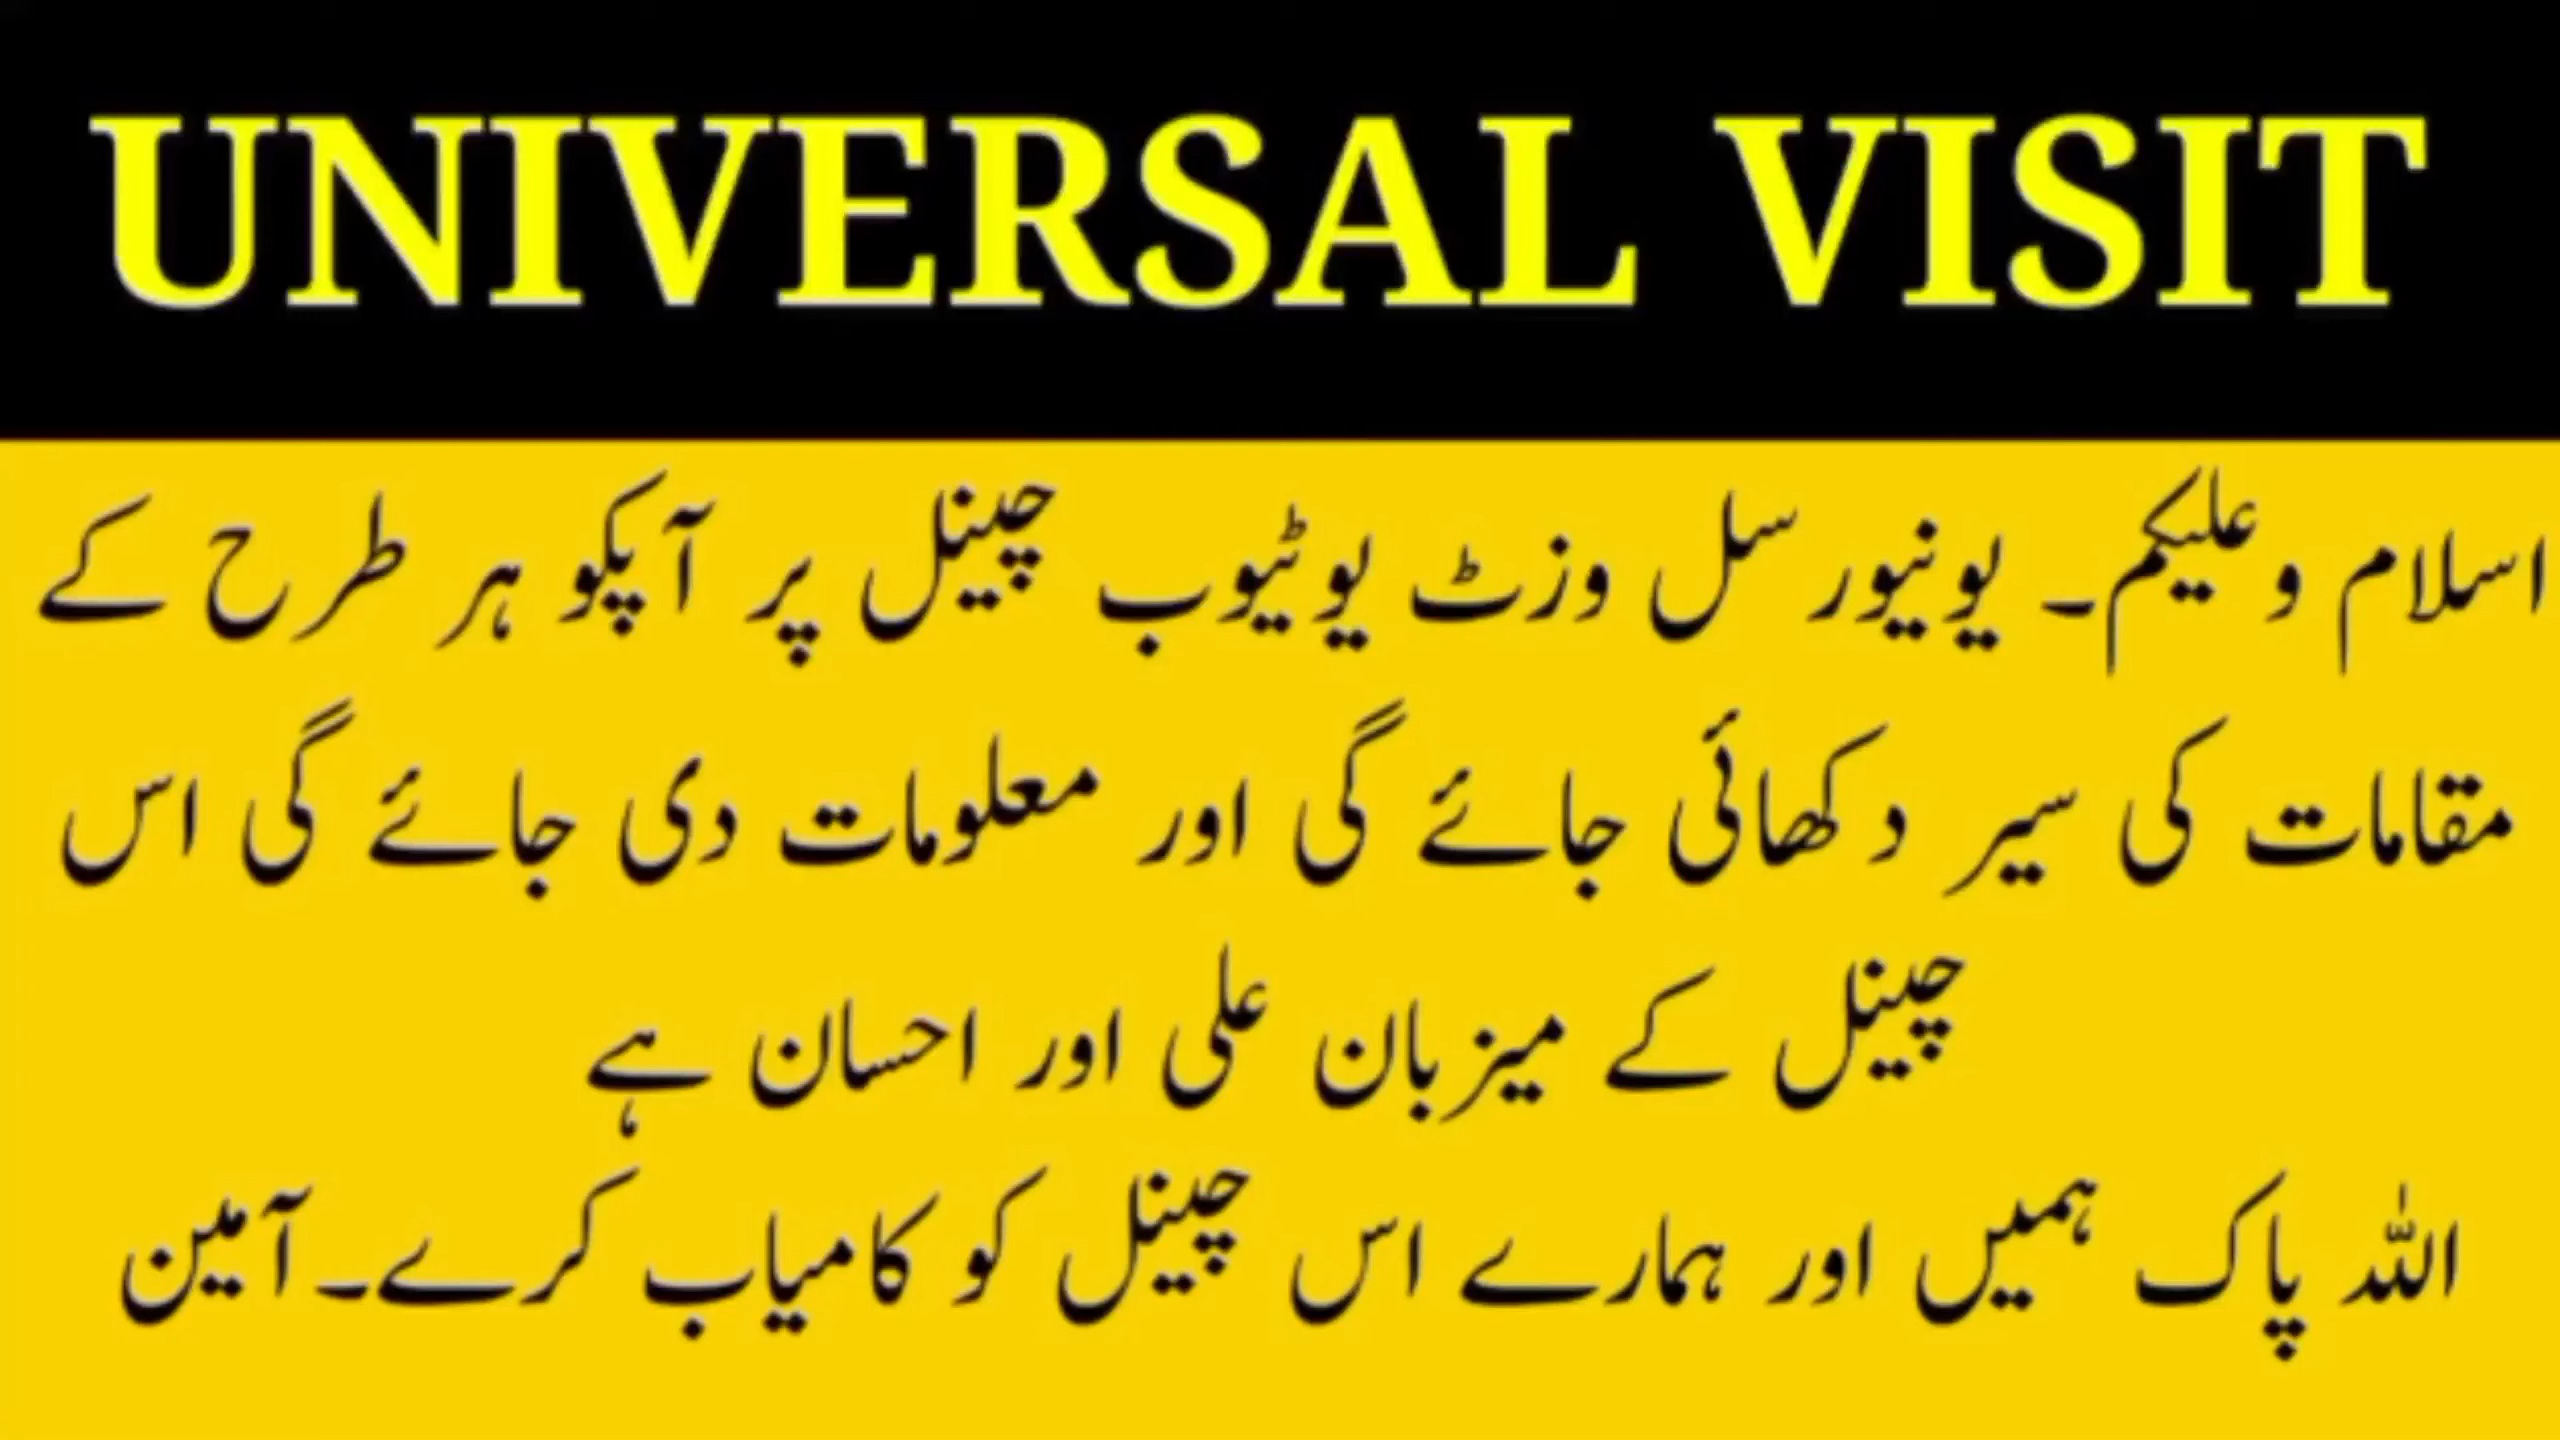 UNIVERSAL VISIT
اسلام وعلیکم۔ یونیورسل وزٹ یوٹیوب چینل پر آپکو ہر طرح کے
مقامات کی سیر دکھائی جائے گی اور معلومات دی جائے گی اس
چینل کے میزبان علی اور احسان ہے
اللہ پاک ہمیں اور ہمارے اس چینل کو کامیاب کرے۔آمین